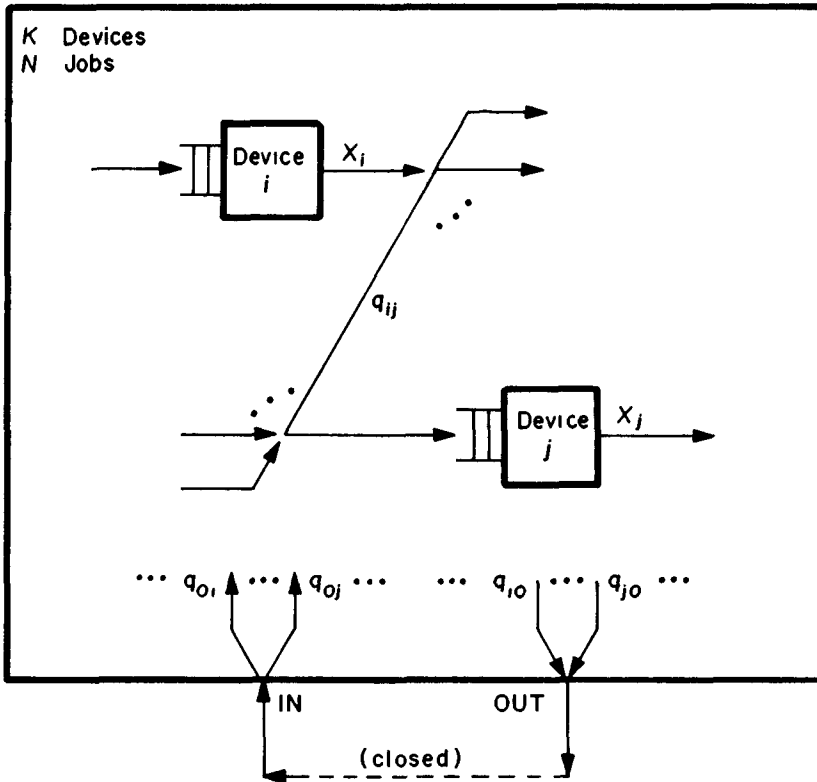 K Devices
N Jobs
Device i
X_i
q_ij
Device j
X_j
... q_0i ... q_0j ... ... q_i0 ... q_j0 ...
IN OUT
(closed)